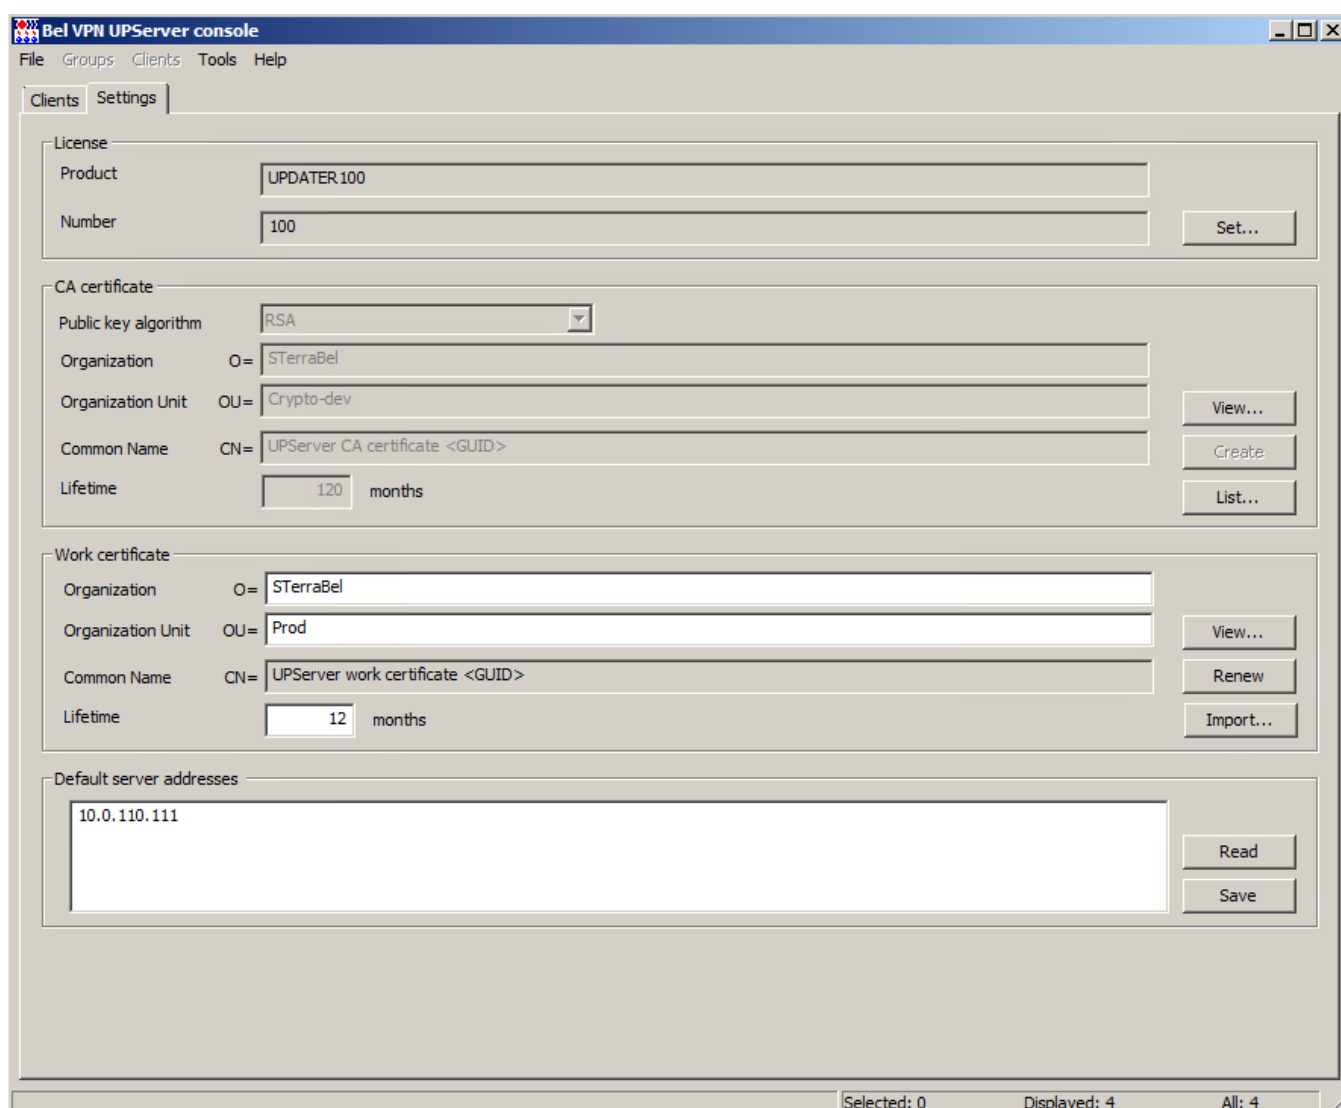 Bel VPN UPServer console
File Groups Clients Tools Help
Clients Settings
License
Product UPDATER100
Number 100 Set...
CA certificate
Public key algorithm RSA
Organization O= STerraBel
Organization Unit OU= Crypto-dev View...
Common Name CN= UPServer CA certificate <GUID> Create
Lifetime 120 months List...
Work certificate
Organization O= STerraBel
Organization Unit OU= Prod View...
Common Name CN= UPServer work certificate <GUID> Renew
Lifetime 12 months Import...
Default server addresses
10.0.110.111
Read
Save
Selected: 0 Displayed: 4 All: 4